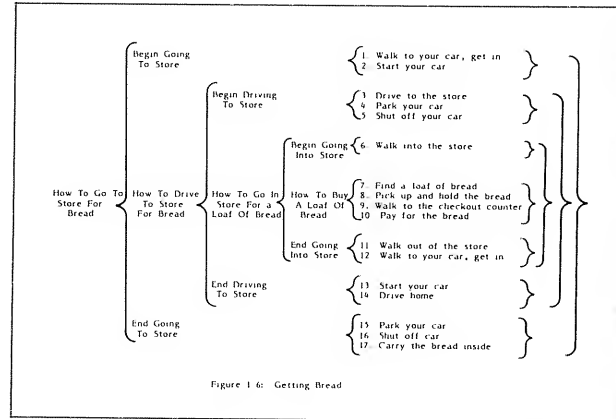 Begin Going
To Store
1. Walk to your car, get in
2 Start your car
Begin Driving
To Store
3 Drive to the store
4 Park your car
5 Shut off your car
Begin Going
Into Store
6. Walk into the store
How To Go To
Store For
Bread
How To Drive
To Store
For Bread
How To Go In
Store For a
Loaf Of Bread
How To Buy
A Loaf Of
Bread
7. Find a loaf of bread
8. Pick up and hold the bread
9. Walk to the checkout counter
10 Pay for the bread
End Going
Into Store
11 Walk out of the store
12 Walk to your car, get in
End Driving
To Store
13 Start your car
14 Drive home
End Going
To Store
15 Park your car
16 Shut off car
17. Carry the bread inside
Figure 1 6: Getting Bread